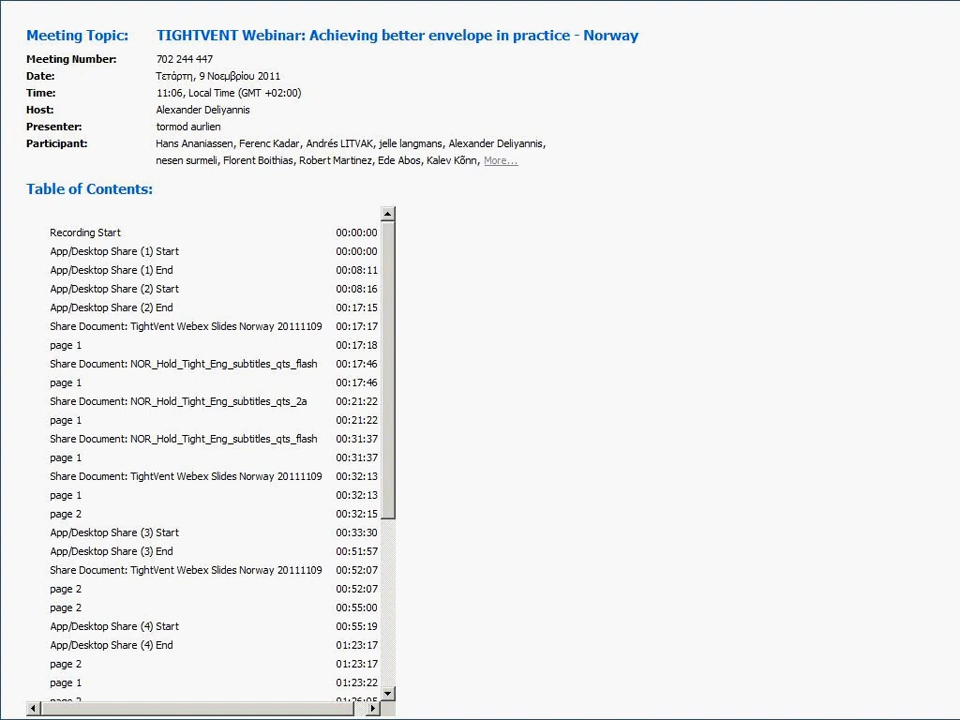 Meeting Topic: TIGHTVENT Webinar: Achieving better envelope in practice - Norway
Meeting Number: 702 244 447
Date: Τετάρτη, 9 Νοεμβρίου 2011
Time: 11:06, Local Time (GMT +02:00)
Host: Alexander Deliyannis
Presenter: tormod aurlien
Participant: Hans Ananiassen, Ferenc Kadar, Andrés LITVAK, jelle langmans, Alexander Deliyannis,
nesen surmeli, Florent Boithias, Robert Martinez, Ede Abos, Kalev Kõnn, More...
Table of Contents:
Recording Start 00:00:00
App/Desktop Share (1) Start 00:00:00
App/Desktop Share (1) End 00:08:11
App/Desktop Share (2) Start 00:08:16
App/Desktop Share (2) End 00:17:15
Share Document: TightVent Webex Slides Norway 20111109 00:17:17
page 1 00:17:18
Share Document: NOR_Hold_Tight_Eng_subtitles_qts_flash 00:17:46
page 1 00:17:46
Share Document: NOR_Hold_Tight_Eng_subtitles_qts_2a 00:21:22
page 1 00:21:22
Share Document: NOR_Hold_Tight_Eng_subtitles_qts_flash 00:31:37
page 1 00:31:37
Share Document: TightVent Webex Slides Norway 20111109 00:32:13
page 1 00:32:13
page 2 00:32:15
App/Desktop Share (3) Start 00:33:30
App/Desktop Share (3) End 00:51:57
Share Document: TightVent Webex Slides Norway 20111109 00:52:07
page 2 00:52:07
page 2 00:55:00
App/Desktop Share (4) Start 00:55:19
App/Desktop Share (4) End 01:23:17
page 2 01:23:17
page 1 01:23:22
page 2 01:26:05